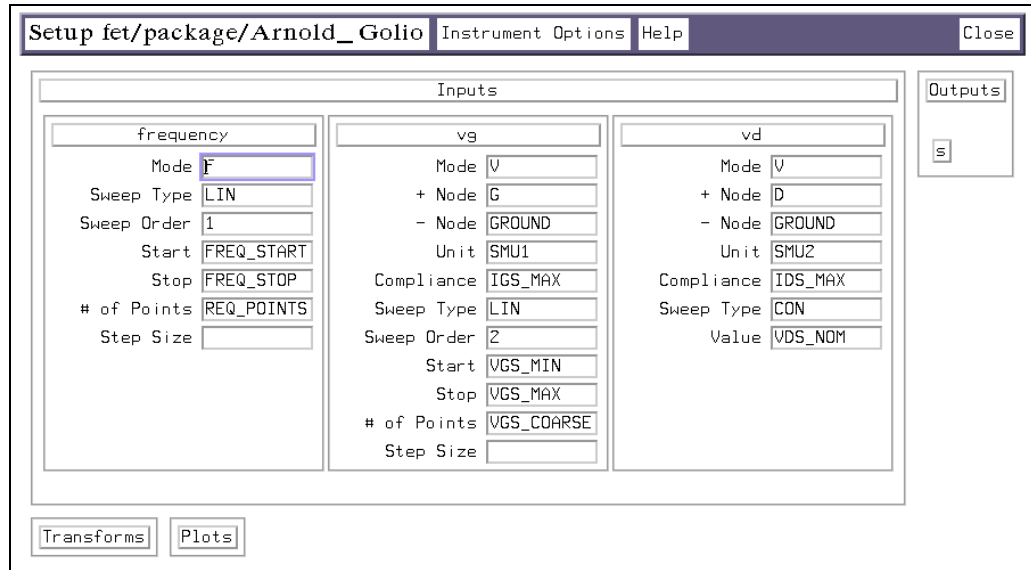 Setup fet/package/Arnold_Golio Instrument Options Help Close
Inputs
Outputs
s
frequency
Mode F
Sweep Type LIN
Sweep Order 1
Start FREQ_START
Stop FREQ_STOP
# of Points REQ_POINTS
Step Size
vg
Mode V
+ Node G
- Node GROUND
Unit SMU1
Compliance IGS_MAX
Sweep Type LIN
Sweep Order 2
Start VGS_MIN
Stop VGS_MAX
# of Points VGS_COARSE
Step Size
vd
Mode V
+ Node D
- Node GROUND
Unit SMU2
Compliance IDS_MAX
Sweep Type CON
Value VDS_NOM
Transforms Plots